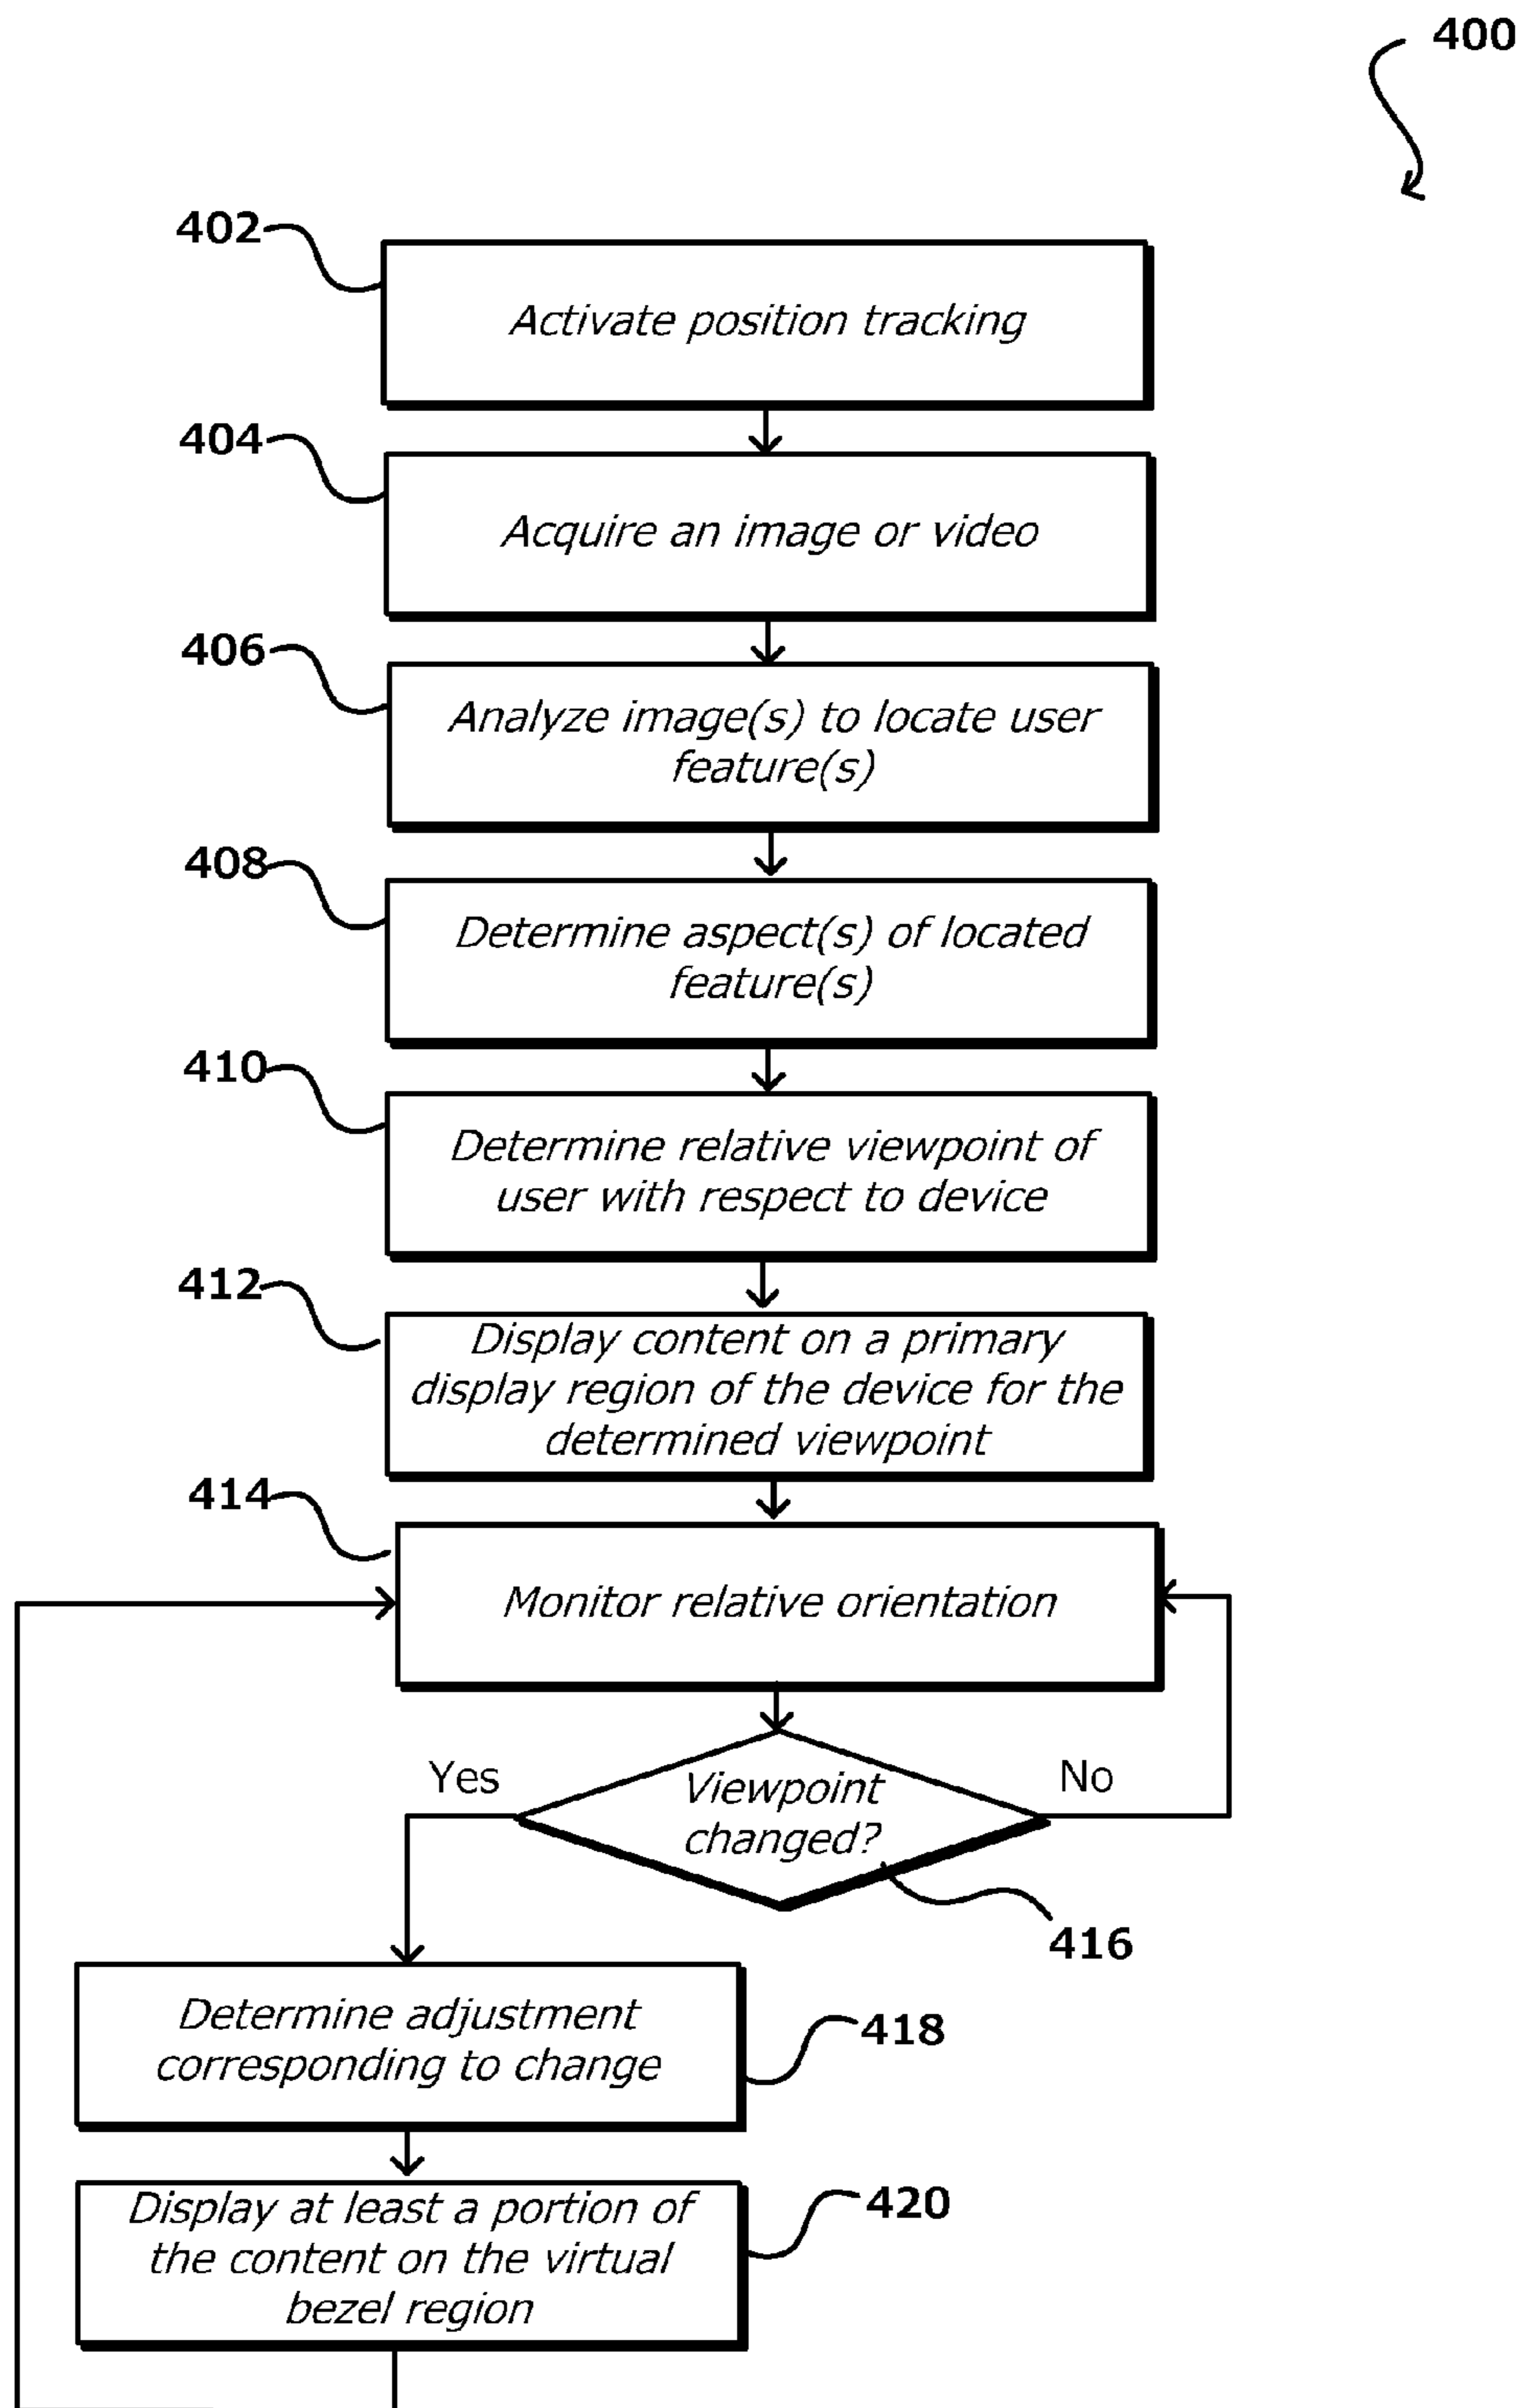 400
402
Activate position tracking
404
Acquire an image or video
406
Analyze image(s) to locate user
feature(s)
408
Determine aspect(s) of located
feature(s)
410
Determine relative viewpoint of
user with respect to device
412
Display content on a primary
display region of the device for the
determined viewpoint
414
Monitor relative orientation
Yes
Viewpoint
changed?
No
416
Determine adjustment
corresponding to change
418
Display at least a portion of
the content on the virtual
bezel region
420